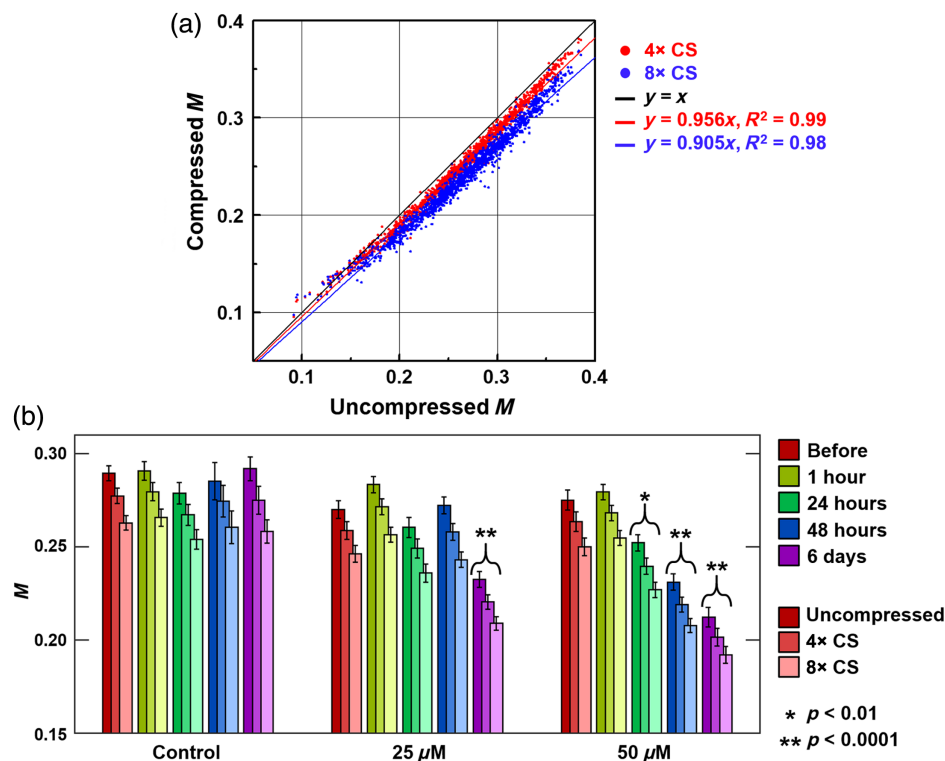 (a)
0.4
0.3
0.2
0.1
Compressed M
0.1 0.2 0.3 0.4
Uncompressed M
4× CS
8× CS
y = x
y = 0.956x, R² = 0.99
y = 0.905x, R² = 0.98
(b)
0.30
0.25
0.20
0.15
M
**
*
**
**
Control 25 µM 50 µM
Before
1 hour
24 hours
48 hours
6 days
Uncompressed
4× CS
8× CS
* p < 0.01
** p < 0.0001